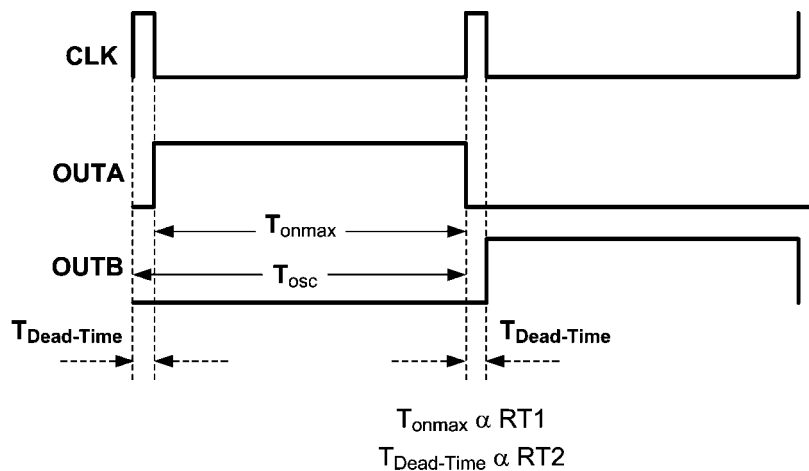 CLK
OUTA
Tonmax
OUTB
Tosc
TDead-Time
TDead-Time
Tonmax α RT1
TDead-Time α RT2